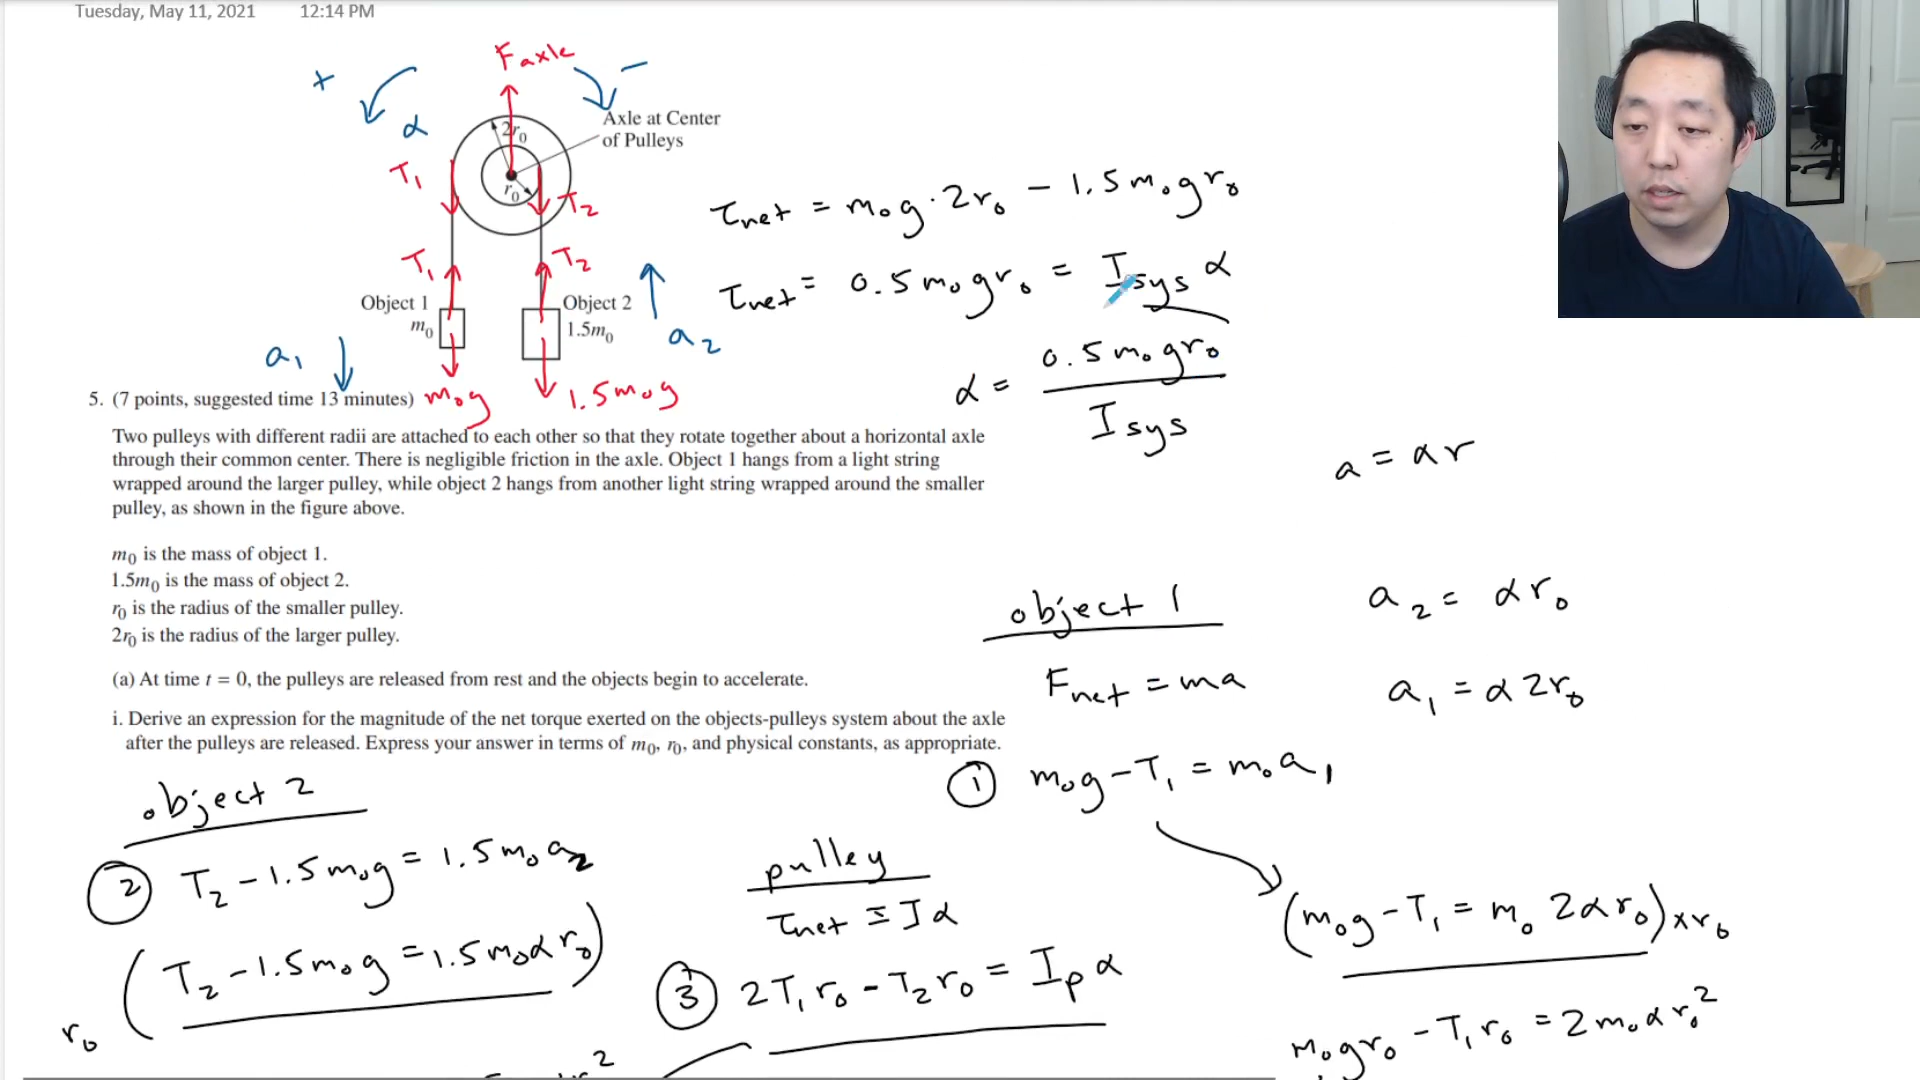 Tuesday, May 11, 2021 12:14 PM
F axle
+
−
α
2r₀
r₀
Axle at Center
of Pulleys
T₁
T₂
T₁
T₂
Object 1
m₀
Object 2
1.5m₀
a₁
a₂
m₀g
1.5m₀g
τnet = m₀g · 2r₀ − 1.5m₀gr₀
τnet = 0.5m₀gr₀ = Isys α
α = 0.5m₀gr₀ / Isys
a = αr
5. (7 points, suggested time 13 minutes)
Two pulleys with different radii are attached to each other so that they rotate together about a horizontal axle
through their common center. There is negligible friction in the axle. Object 1 hangs from a light string
wrapped around the larger pulley, while object 2 hangs from another light string wrapped around the smaller
pulley, as shown in the figure above.
m₀ is the mass of object 1.
1.5m₀ is the mass of object 2.
r₀ is the radius of the smaller pulley.
2r₀ is the radius of the larger pulley.
(a) At time t = 0, the pulleys are released from rest and the objects begin to accelerate.
i. Derive an expression for the magnitude of the net torque exerted on the objects-pulleys system about the axle
after the pulleys are released. Express your answer in terms of m₀, r₀, and physical constants, as appropriate.
object 1
Fnet = ma
① m₀g − T₁ = m₀a₁
a₂ = αr₀
a₁ = α2r₀
(m₀g − T₁ = m₀ 2αr₀) × r₀
m₀gr₀ − T₁r₀ = 2m₀αr₀²
object 2
② T₂ − 1.5m₀g = 1.5m₀a₂
(T₂ − 1.5m₀g = 1.5m₀αr₀)
r₀
pulley
τnet = Iα
③ 2T₁r₀ − T₂r₀ = Ipα